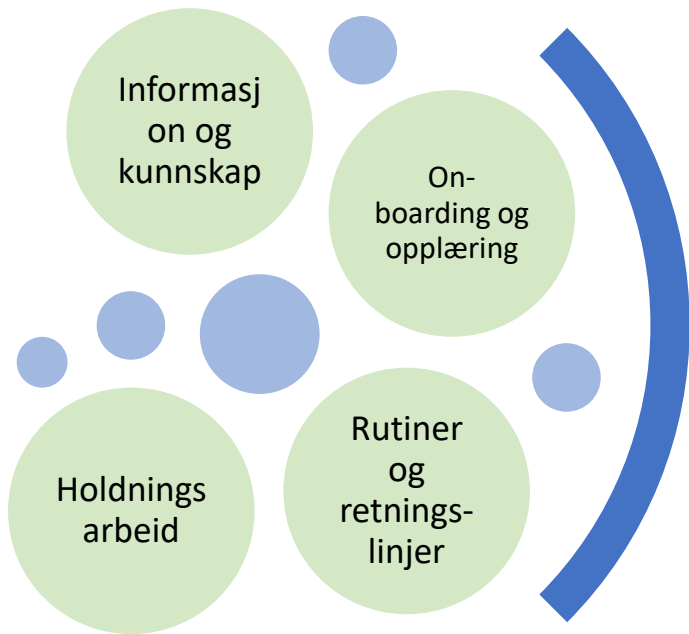 Informasj
on og
kunnskap
On-
boarding og
opplæring
Holdnings
arbeid
Rutiner
og
retnings-
linjer